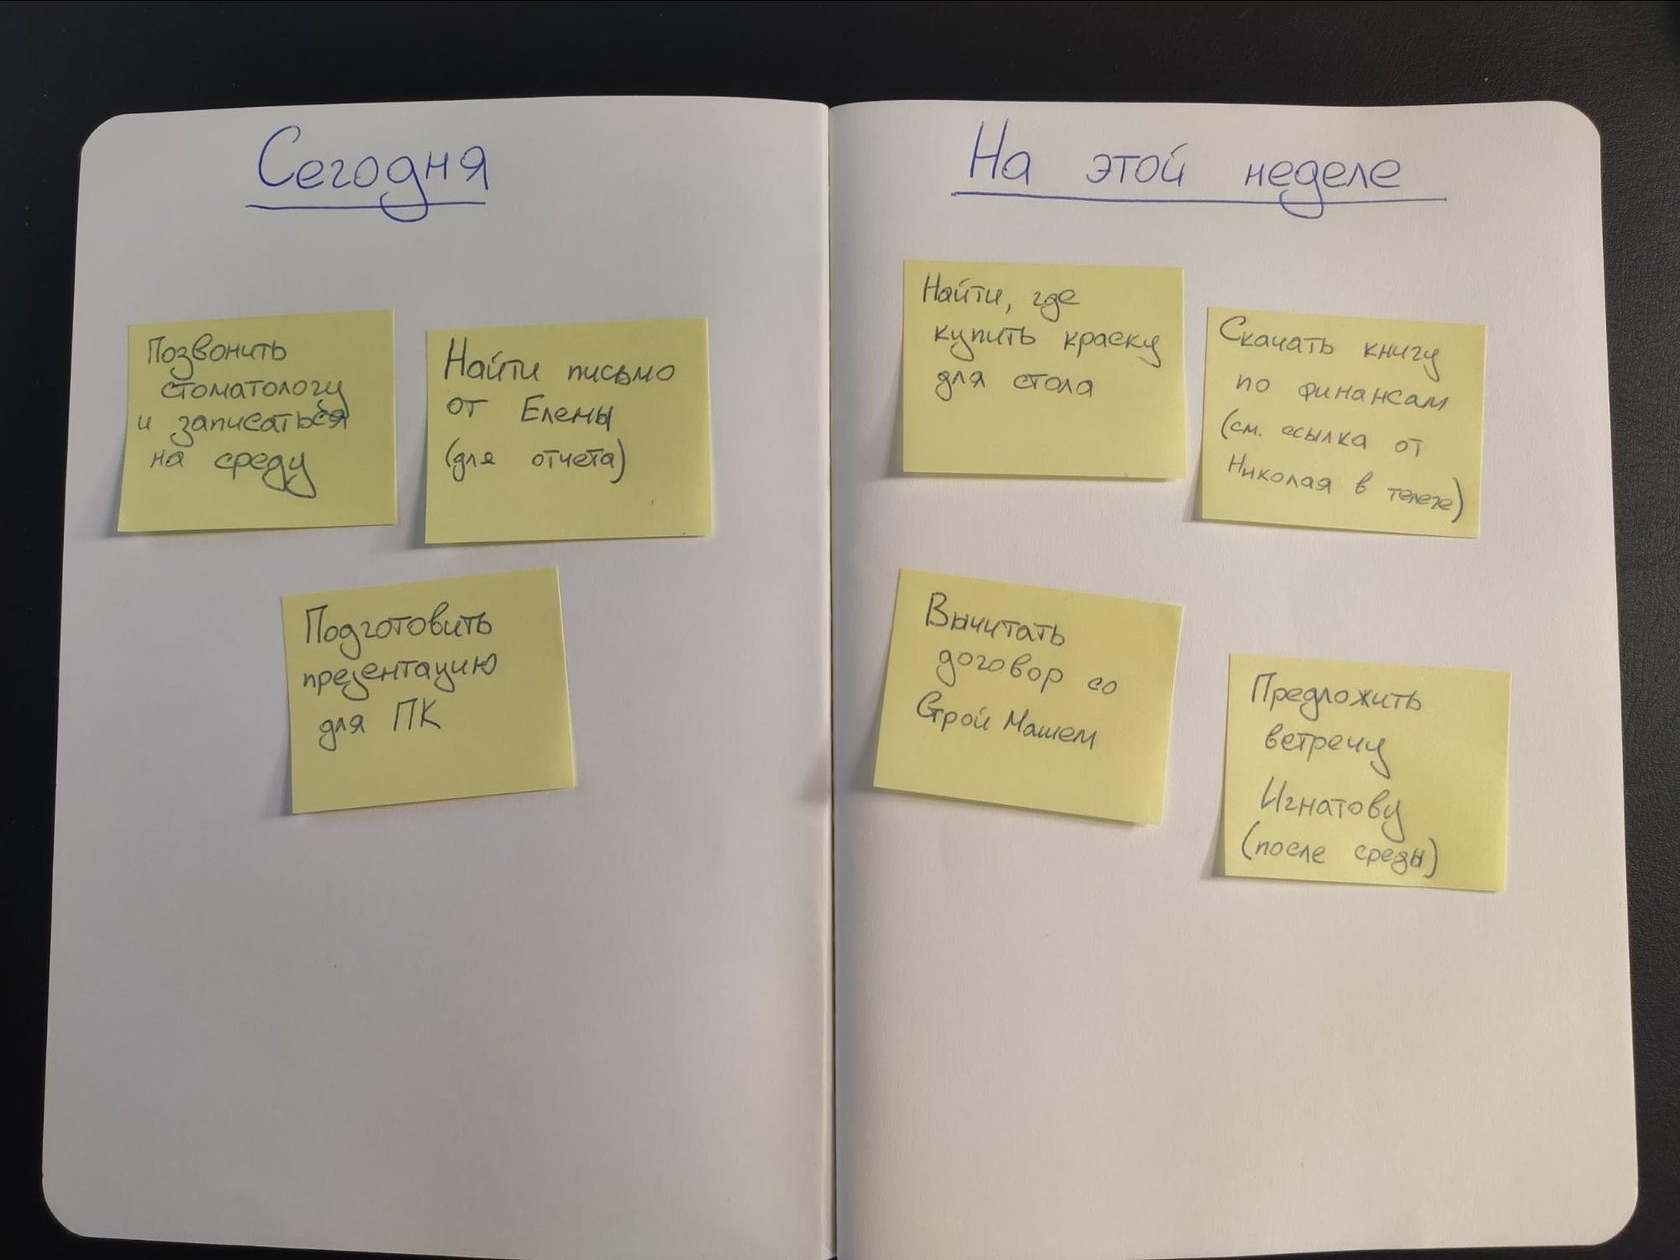 Сегодня
Позвонить
стоматологу
и записаться
на среду
Найти письмо
от Елены
(для отчета)
Подготовить
презентацию
для ПК
На этой неделе
Найти, где
купить краску
для стола
Скачать книгу
по финансам
(см. ссылка от
Николая в телеге)
Вычитать
договор со
Строй Машем
Предложить
встречу
Игнатову
(после среды)